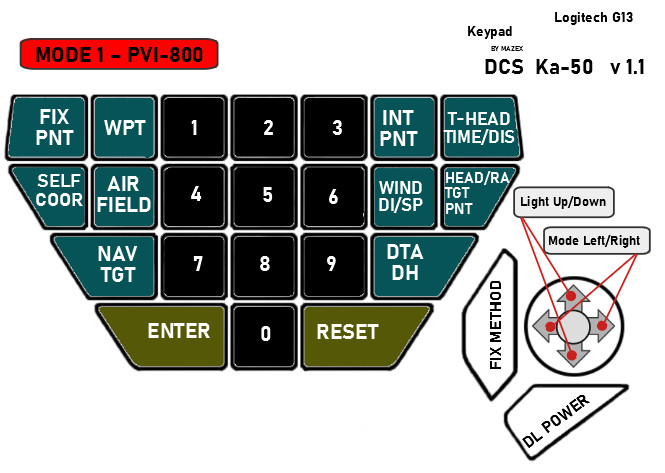 Logitech G13
Keypad
BY MAZEX
MODE 1 – PVI-800
DCS Ka-50 v 1.1
FIX
PNT
WPT
1
2
3
INT
PNT
T-HEAD
TIME/DIS
SELF
COOR
AIR
FIELD
4
5
6
WIND
DI/SP
HEAD/RA
TGT
PNT
Light Up/Down
Mode Left/Right
NAV
TGT
7
8
9
DTA
DH
ENTER
0
RESET
FIX METHOD
DL POWER